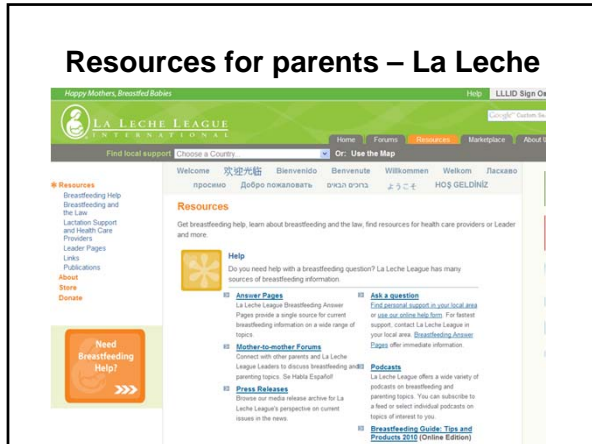 Resources for parents – La Leche
Happy Mothers, Breastfed Babies
Help LLLID Sign On
LA LECHE LEAGUE
INTERNATIONAL
Google™ Custom Se
Home Forums Resources Marketplace About U
Find local support Choose a Country... Or: Use the Map
Welcome 欢迎光临 Bienvenido Benvenute Willkommen Welkom Ласкаво
просимо Добро пожаловать ברוכים הבאים ようこそ HOŞ GELDİNİZ
Resources
Breastfeeding Help
Breastfeeding and
the Law
Lactation Support
and Health Care
Providers
Leader Pages
Links
Publications
About
Store
Donate
Need
Breastfeeding
Help?
Resources
Get breastfeeding help, learn about breastfeeding and the law, find resources for health care providers or Leader
and more.
Help
Do you need help with a breastfeeding question? La Leche League has many
sources of breastfeeding information.
Answer Pages
La Leche League Breastfeeding Answer
Pages provide a single source for current
breastfeeding information on a wide range of
topics.
Mother-to-mother Forums
Connect with other parents and La Leche
League Leaders to discuss breastfeeding and
parenting topics. Se Habla Español!
Press Releases
Browse our media release archive for La
Leche League's perspective on current
issues in the news.
Ask a question
Find personal support in your local area
or use our online help form. For fastest
support, contact La Leche League in
your local area. Breastfeeding Answer
Pages offer immediate information.
Podcasts
La Leche League offers a wide variety of
podcasts on breastfeeding and
parenting topics. You can subscribe to
a feed or select individual podcasts on
topics of interest to you.
Breastfeeding Guide: Tips and
Products 2010 (Online Edition)